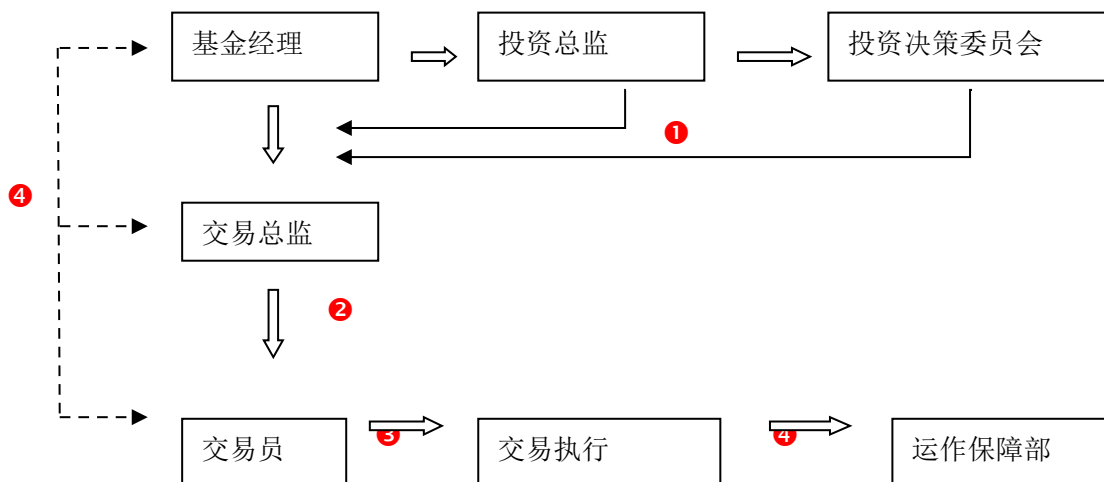 基金经理
投资总监
投资决策委员会
❶
❹
交易总监
❷
交易员
❸
交易执行
❹
运作保障部